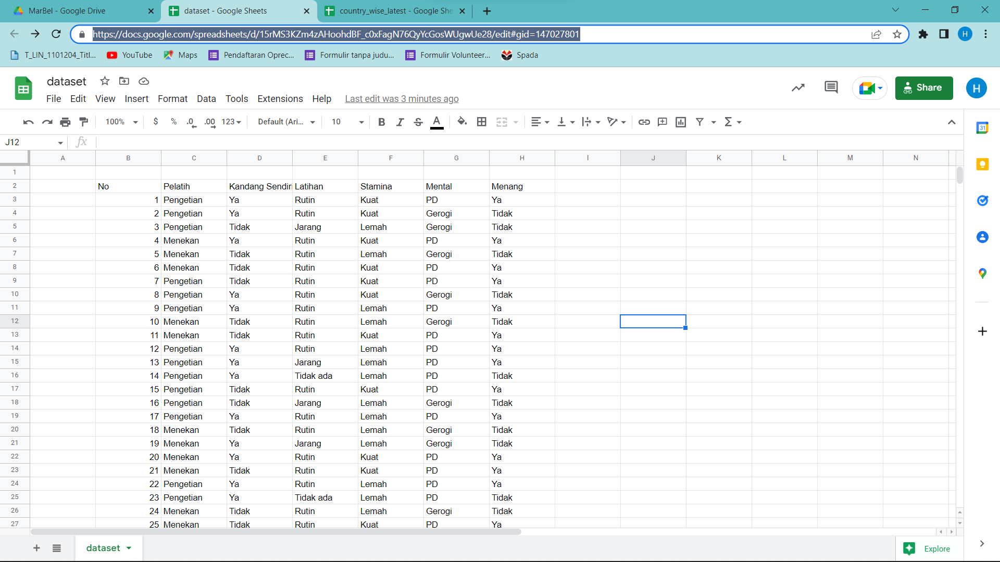 MarBel - Google Drive
dataset - Google Sheets
country_wise_latest - Google She
https://docs.google.com/spreadsheets/d/15rMS3KZm4zAHoohdBF_c0xFagN76QyYcGosWUgwUe28/edit#gid=147027801
H
T_LIN_1101204_Titl... YouTube Maps Pendaftaran Oprec... Formulir tanpa judu... Formulir Volunteer... Spada
dataset
File Edit View Insert Format Data Tools Extensions Help Last edit was 3 minutes ago
Share
H
100% $ % .0 .00 123 Default (Ari... 10 B I S A
31
J12 fx
A B C D E F G H I J K L M N
1
2 No Pelatih Kandang Sendiri Latihan Stamina Mental Menang
3 1 Pengetian Ya Rutin Kuat PD Ya
4 2 Pengetian Ya Rutin Kuat Gerogi Tidak
5 3 Pengetian Tidak Jarang Lemah Gerogi Tidak
6 4 Menekan Ya Rutin Kuat PD Ya
7 5 Menekan Tidak Rutin Lemah Gerogi Tidak
8 6 Menekan Tidak Rutin Kuat PD Ya
9 7 Pengetian Tidak Rutin Kuat PD Ya
10 8 Pengetian Ya Rutin Kuat Gerogi Tidak
11 9 Pengetian Ya Rutin Lemah PD Ya
12 10 Menekan Tidak Rutin Lemah Gerogi Tidak
13 11 Menekan Tidak Rutin Kuat PD Ya
14 12 Pengetian Ya Rutin Lemah PD Ya
15 13 Pengetian Ya Jarang Lemah PD Ya
16 14 Pengetian Ya Tidak ada Lemah PD Tidak
17 15 Pengetian Tidak Rutin Kuat PD Ya
18 16 Pengetian Tidak Jarang Lemah Gerogi Tidak
19 17 Pengetian Ya Rutin Lemah PD Ya
20 18 Menekan Tidak Rutin Lemah Gerogi Tidak
21 19 Menekan Ya Jarang Lemah Gerogi Tidak
22 20 Menekan Ya Rutin Kuat PD Ya
23 21 Menekan Tidak Rutin Kuat PD Ya
24 22 Pengetian Ya Rutin Lemah PD Ya
25 23 Pengetian Ya Tidak ada Lemah PD Tidak
26 24 Menekan Tidak Rutin Lemah Gerogi Tidak
27 25 Menekan Tidak Rutin Kuat PD Ya
dataset
Explore